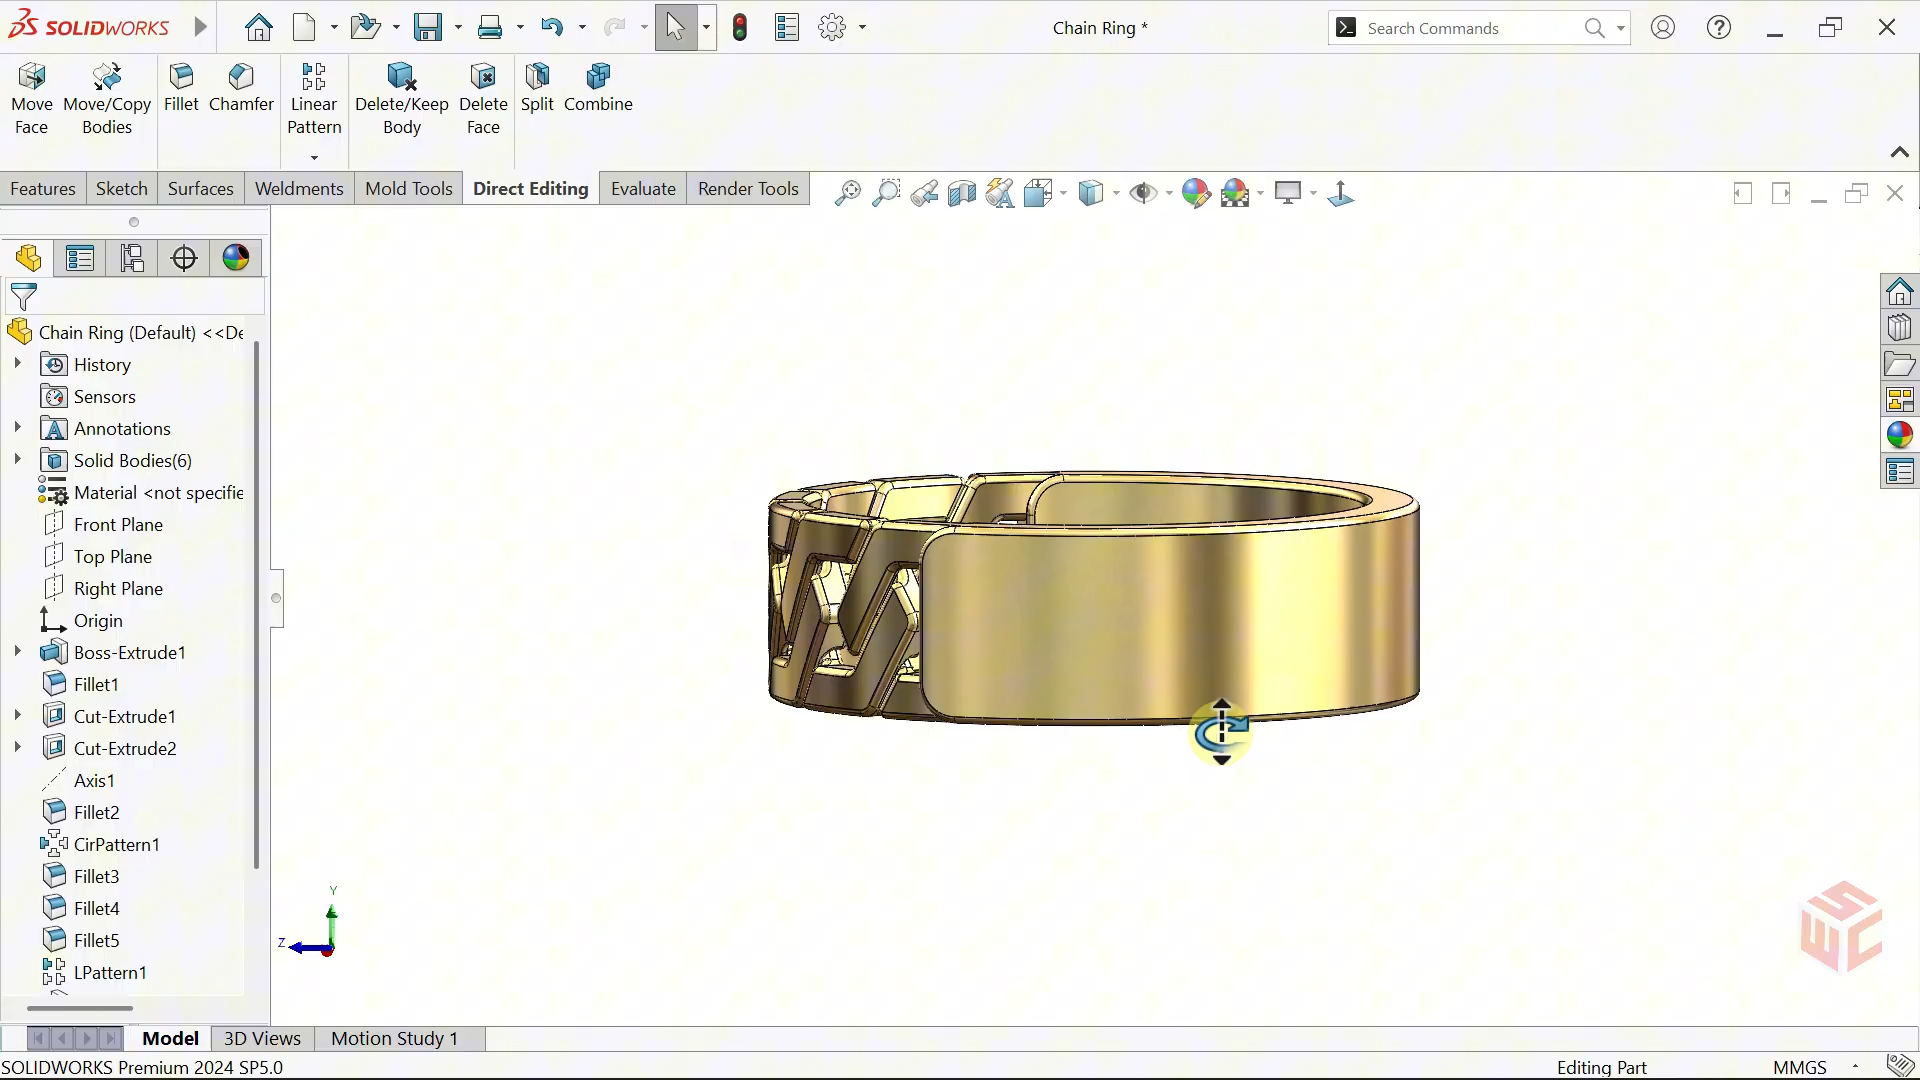 SOLIDWORKS
Chain Ring *
Search Commands
Move Face
Move/Copy Bodies
Fillet
Chamfer
Linear Pattern
Delete/Keep Body
Delete Face
Split
Combine
Features
Sketch
Surfaces
Weldments
Mold Tools
Direct Editing
Evaluate
Render Tools
Chain Ring (Default) <<De
History
Sensors
Annotations
Solid Bodies(6)
Material <not specifie
Front Plane
Top Plane
Right Plane
Origin
Boss-Extrude1
Fillet1
Cut-Extrude1
Cut-Extrude2
Axis1
Fillet2
CirPattern1
Fillet3
Fillet4
Fillet5
LPattern1
Y
Z
SWC
Model
3D Views
Motion Study 1
SOLIDWORKS Premium 2024 SP5.0
Editing Part
MMGS